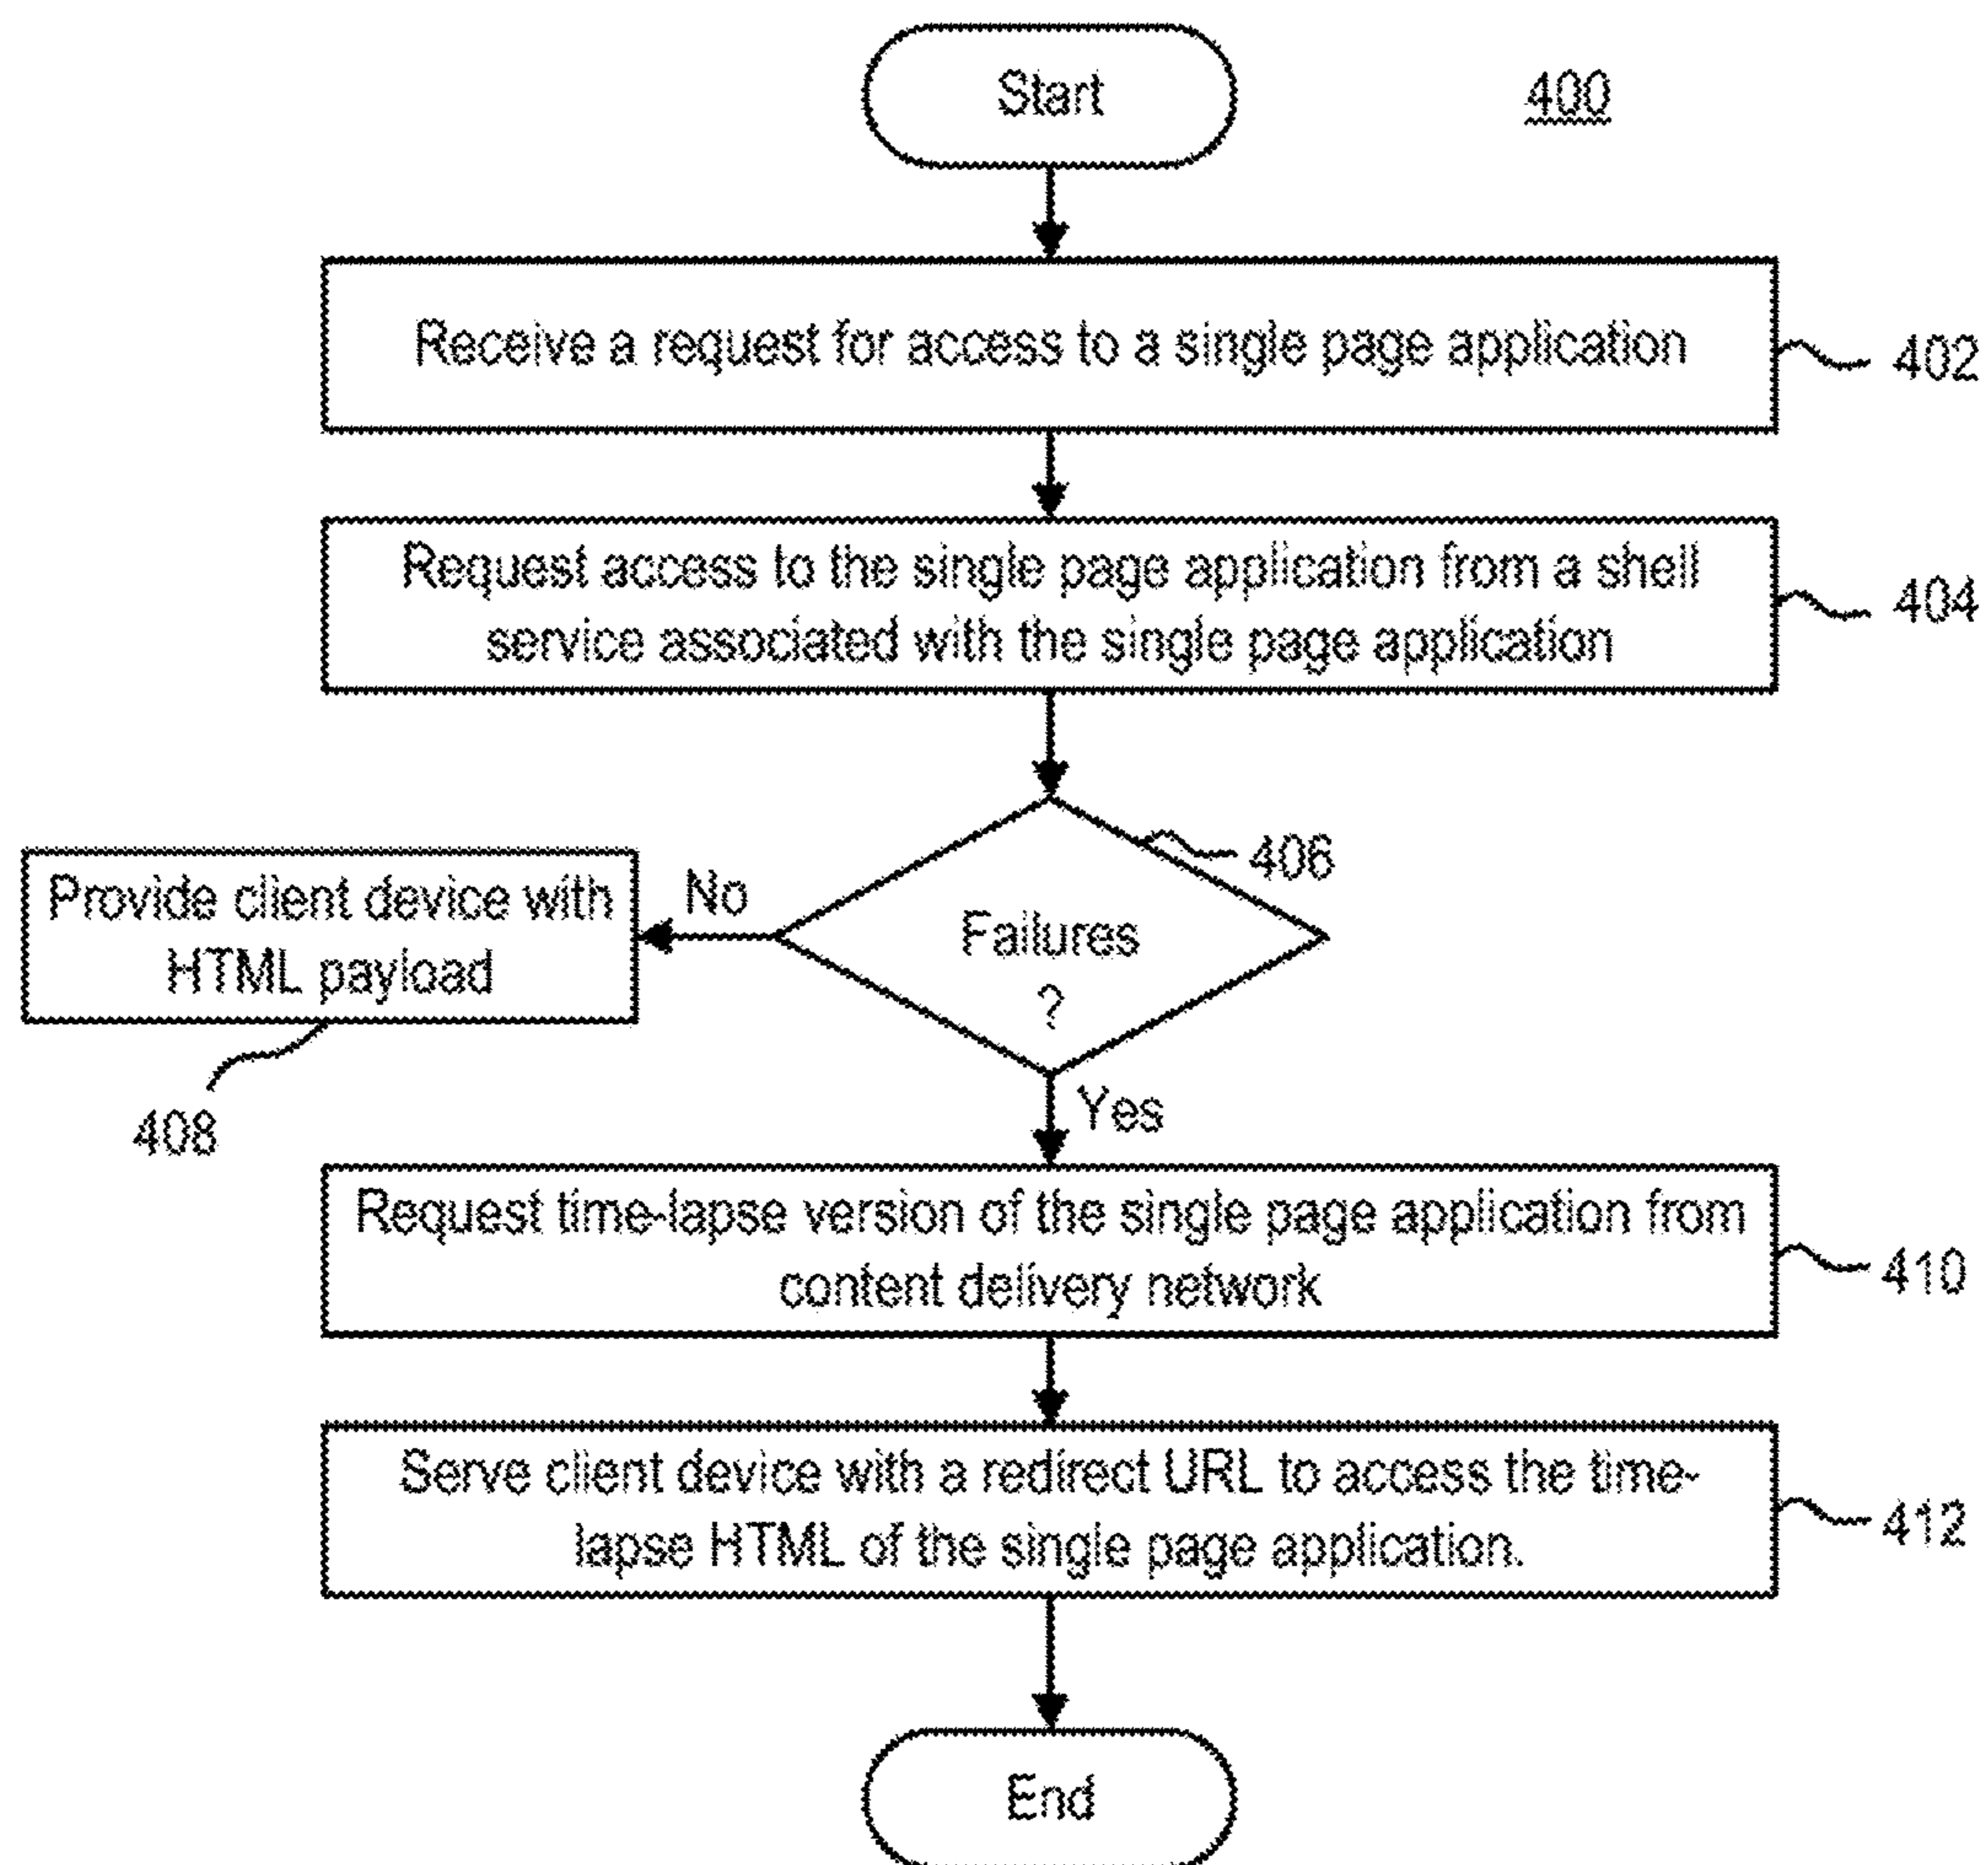 Start
400
Receive a request for access to a single page application
402
Request access to the single page application from a shell
service associated with the single page application
404
406
Failures
?
No
Provide client device with
HTML payload
408
Yes
Request time-lapse version of the single page application from
content delivery network
410
Serve client device with a redirect URL to access the time-
lapse HTML of the single page application.
412
End